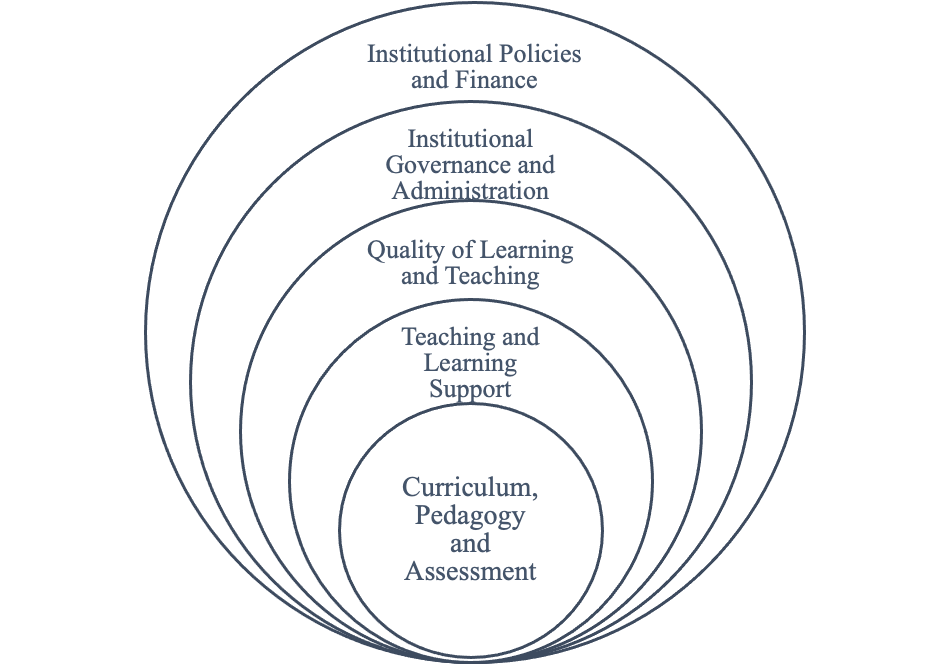 Institutional Policies
and Finance
Institutional
Governance and
Administration
Quality of Learning
and Teaching
Teaching and
Learning
Support
Curriculum,
Pedagogy
and
Assessment